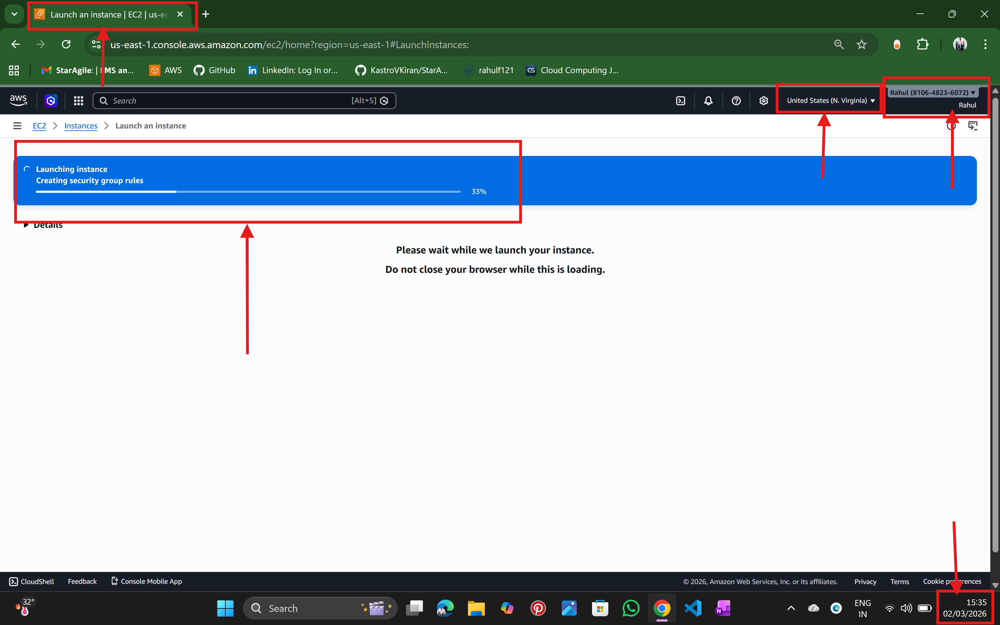 Launch an instance | EC2 | us-ea
us-east-1.console.aws.amazon.com/ec2/home?region=us-east-1#LaunchInstances:
StarAgile: | MS an...
AWS
GitHub
LinkedIn: Log In or...
KastroVKiran/StarA...
rahulf121
CS
Cloud Computing J...
aws
Search
[Alt+S]
United States (N. Virginia)
Rahul (8106-4823-6072)
Rahul
EC2
Instances
Launch an instance
Launching instance
Creating security group rules
33%
Details
Please wait while we launch your instance.
Do not close your browser while this is loading.
CloudShell
Feedback
Console Mobile App
© 2026, Amazon Web Services, Inc. or its affiliates.
Privacy
Terms
Cookie preferences
32°
Search
ENG
IN
15:35
02/03/2026